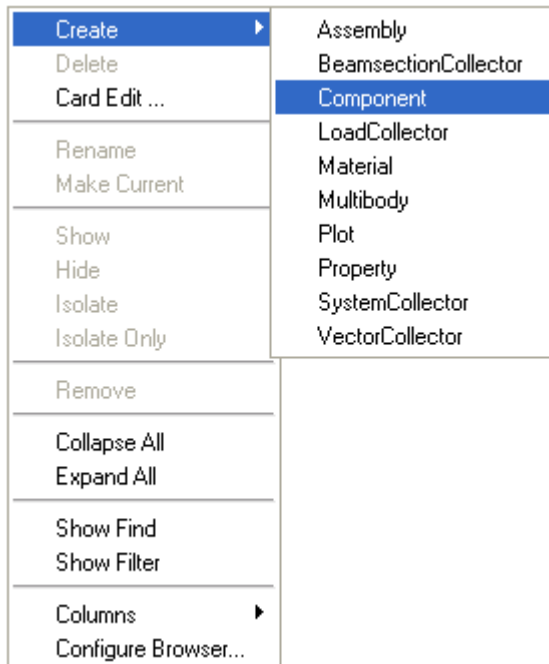 Create
Delete
Card Edit ...
Rename
Make Current
Show
Hide
Isolate
Isolate Only
Remove
Collapse All
Expand All
Show Find
Show Filter
Columns
Configure Browser...
Assembly
BeamsectionCollector
Component
LoadCollector
Material
Multibody
Plot
Property
SystemCollector
VectorCollector